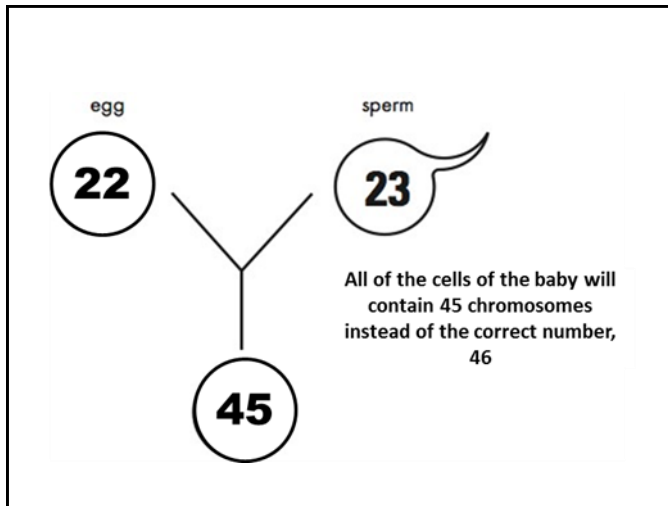 egg
sperm
22
23
All of the cells of the baby will
contain 45 chromosomes
instead of the correct number,
46
45